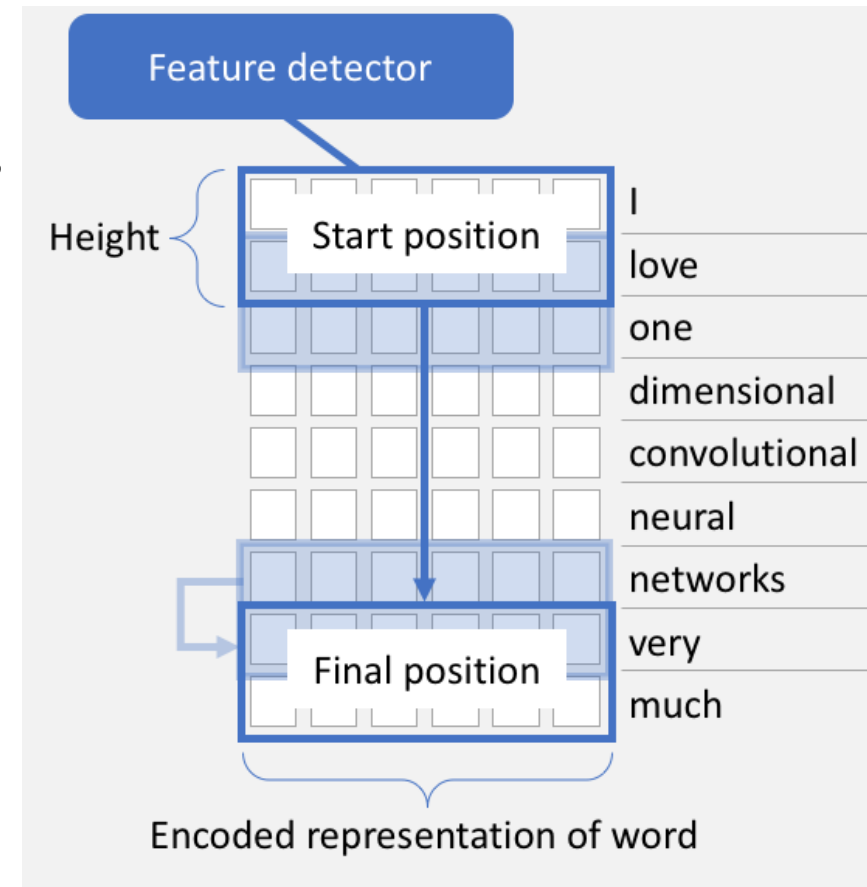 Feature detector
Height
Start position
I
love
one
dimensional
convolutional
neural
networks
very
Final position
much
Encoded representation of word